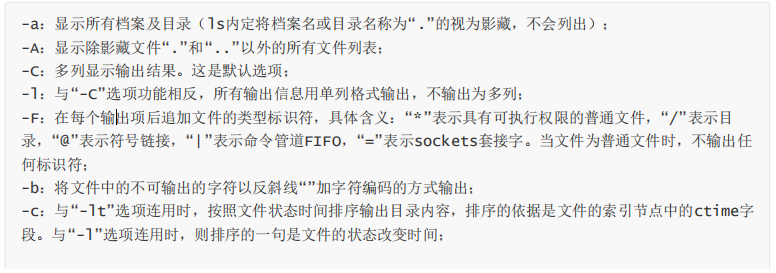 -a：显示所有档案及目录（ls内定将档案名或目录名称为“.”的视为影藏，不会列出）；
-A：显示除影藏文件“.”和“..”以外的所有文件列表；
-C：多列显示输出结果。这是默认选项；
-l：与“-C”选项功能相反，所有输出信息用单列格式输出，不输出为多列；
-F：在每个输出项后追加文件的类型标识符，具体含义：“*”表示具有可执行权限的普通文件，“/”表示目
录，“@”表示符号链接，“|”表示命令管道FIFO，“=”表示sockets套接字。当文件为普通文件时，不输出任
何标识符；
-b：将文件中的不可输出的字符以反斜线“”加字符编码的方式输出；
-c：与“-lt”选项连用时，按照文件状态时间排序输出目录内容，排序的依据是文件的索引节点中的ctime字
段。与“-l”选项连用时，则排序的一句是文件的状态改变时间；